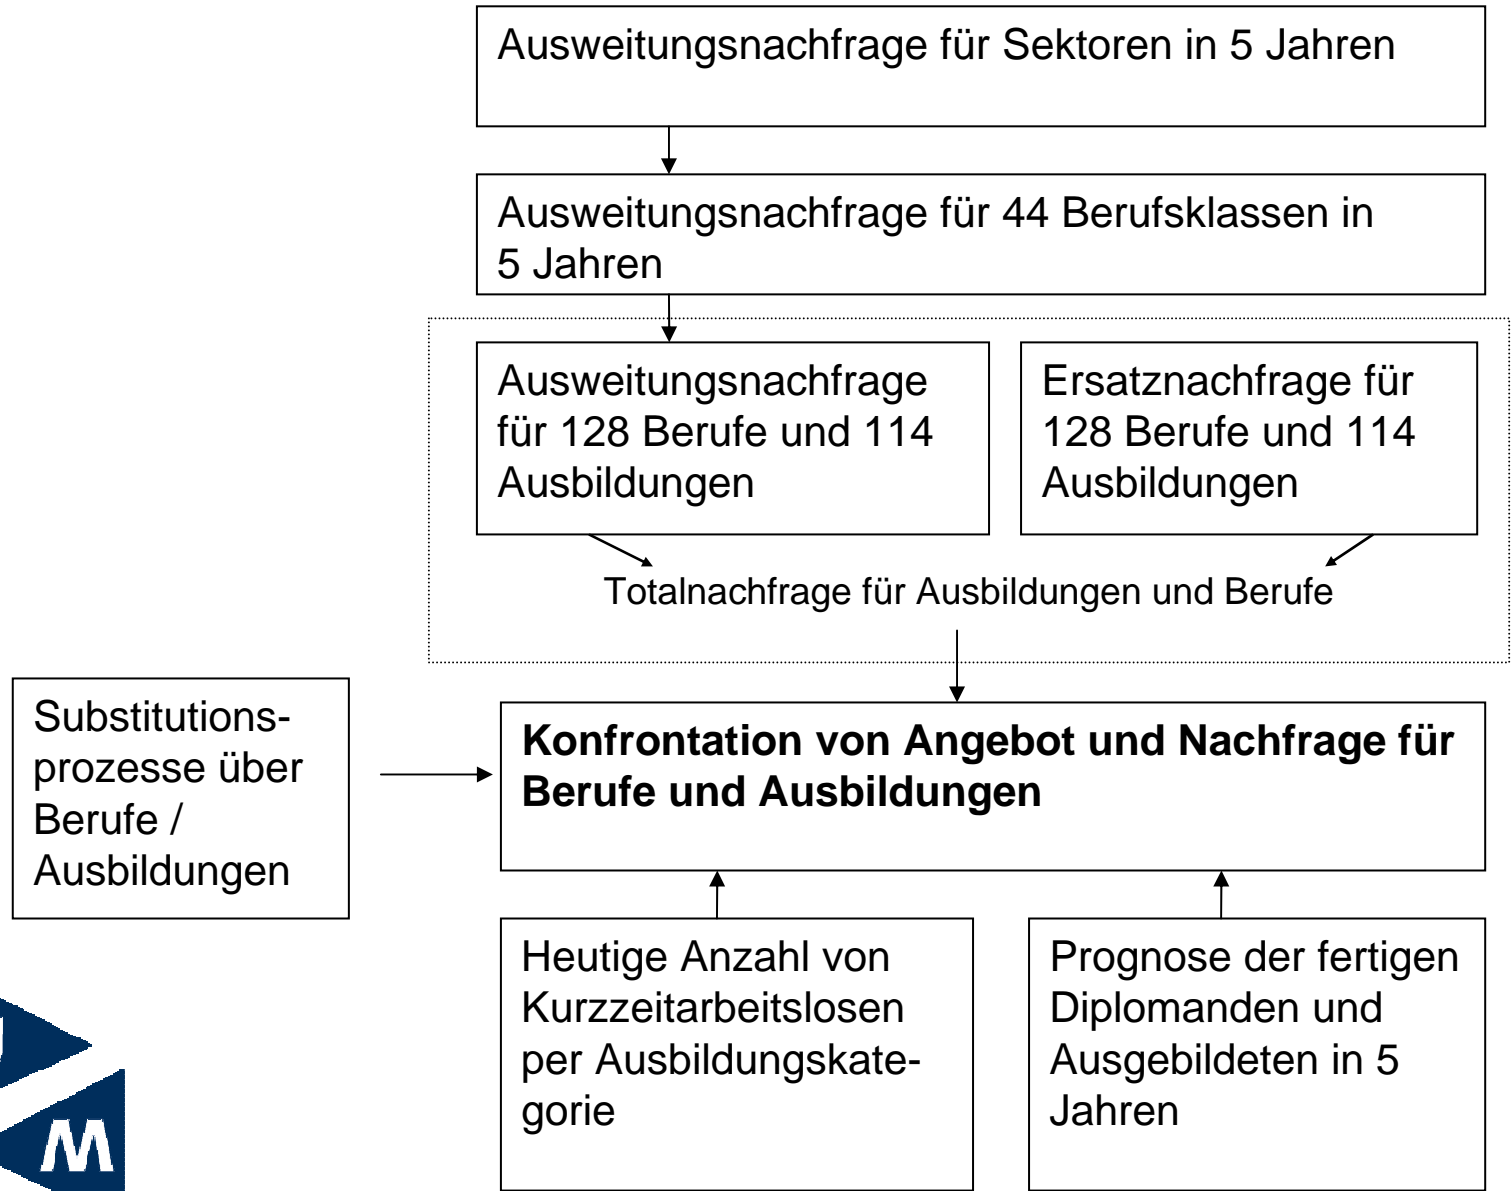 Ausweitungsnachfrage für Sektoren in 5 Jahren
Ausweitungsnachfrage für 44 Berufsklassen in
5 Jahren
Ausweitungsnachfrage
für 128 Berufe und 114
Ausbildungen
Ersatznachfrage für
128 Berufe und 114
Ausbildungen
Totalnachfrage für Ausbildungen und Berufe
Substitutions-
prozesse über
Berufe /
Ausbildungen
Konfrontation von Angebot und Nachfrage für
Berufe und Ausbildungen
Heutige Anzahl von
Kurzzeitarbeitslosen
per Ausbildungskate-
gorie
Prognose der fertigen
Diplomanden und
Ausgebildeten in 5
Jahren
M